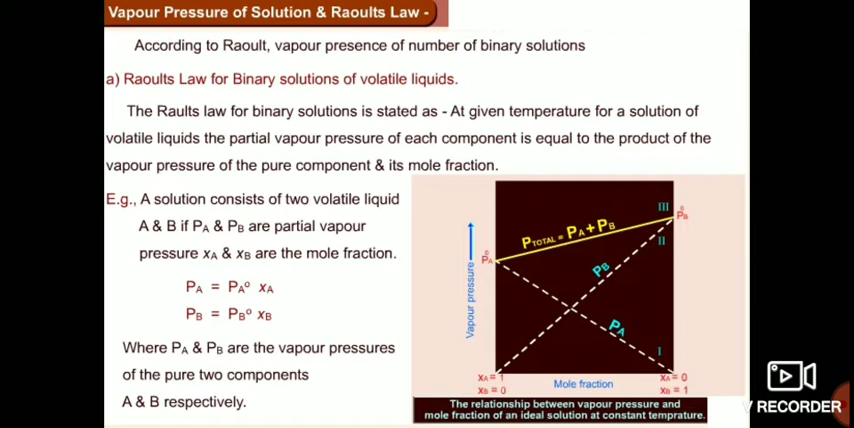 Vapour Pressure of Solution & Raoults Law -
According to Raoult, vapour presence of number of binary solutions
a) Raoults Law for Binary solutions of volatile liquids.
The Raults law for binary solutions is stated as - At given temperature for a solution of
volatile liquids the partial vapour pressure of each component is equal to the product of the
vapour pressure of the pure component & its mole fraction.
E.g., A solution consists of two volatile liquid
A & B if PA & PB are partial vapour
pressure xA & xB are the mole fraction.
PA = PA° xA
PB = PB° xB
Where PA & PB are the vapour pressures
of the pure two components
A & B respectively.
III
P°B
PTOTAL = PA + PB
II
P°A
PB
Vapour pressure
PA
I
xA = 1
xA = 0
Mole fraction
xB = 0
xB = 1
The relationship between vapour pressure and
mole fraction of an ideal solution at constant temprature.
V RECORDER